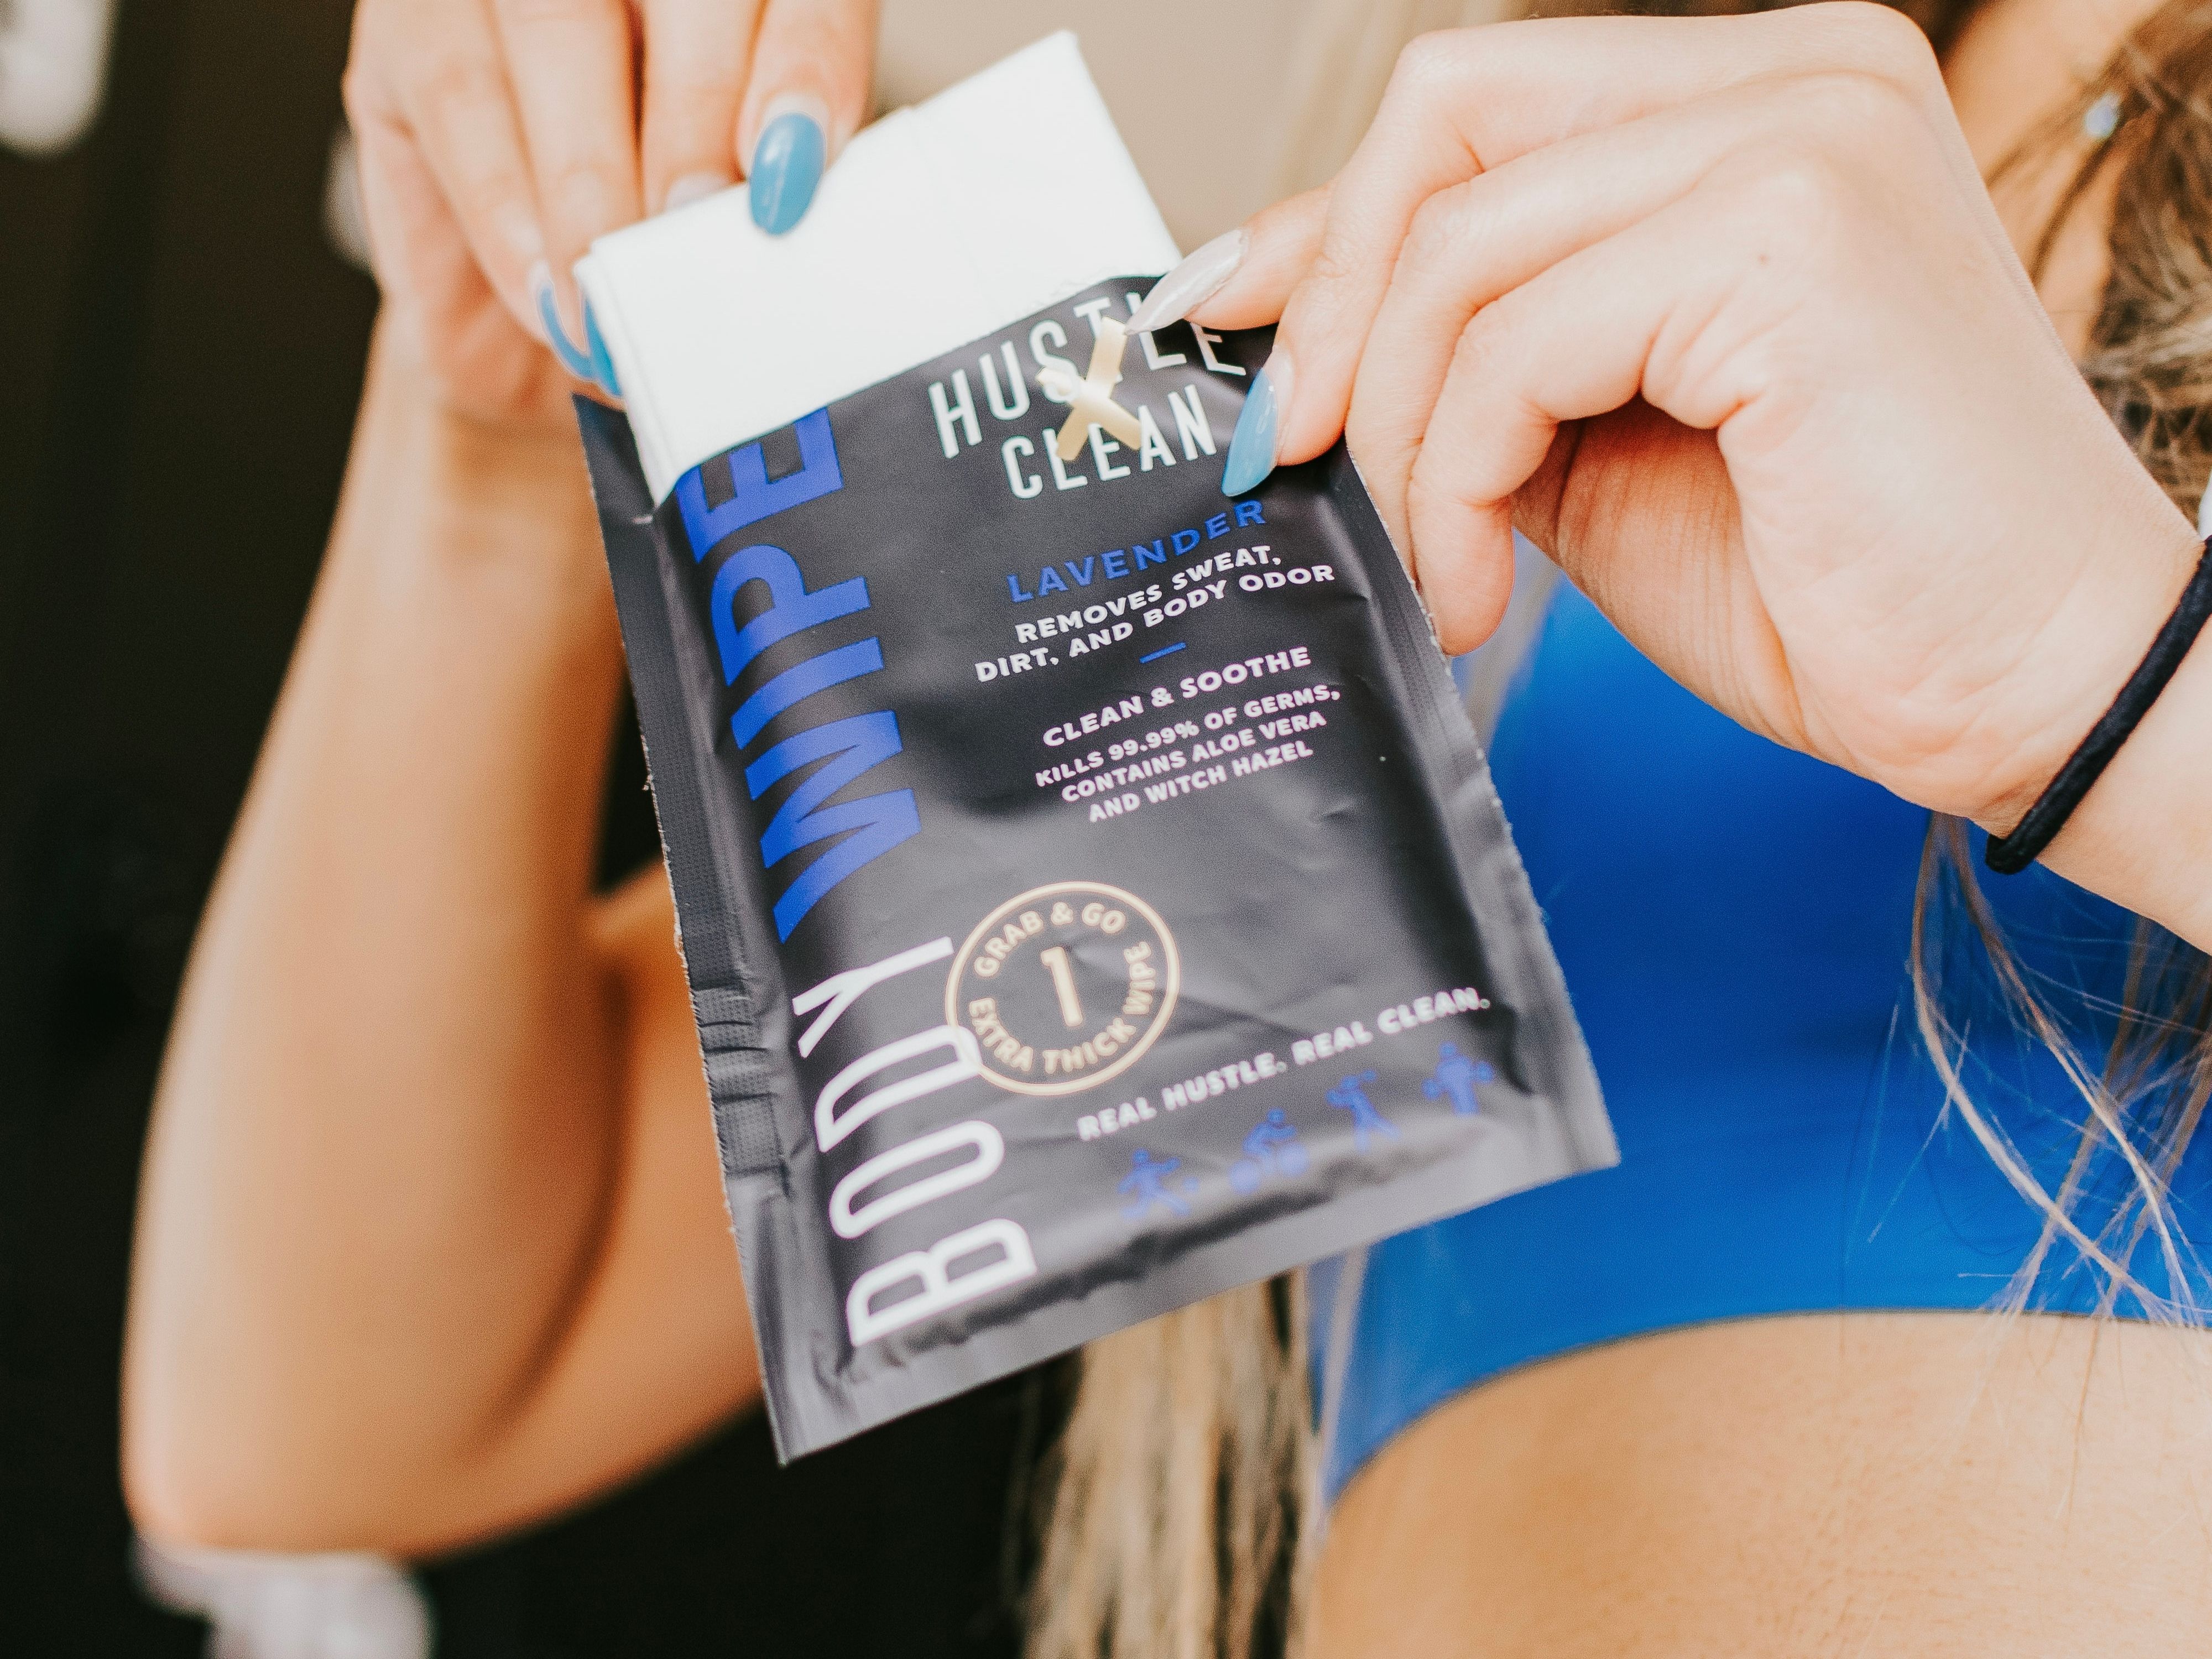 HUSTLE
CLEAN
LAVENDER
REMOVES SWEAT,
DIRT, AND BODY ODOR
CLEAN & SOOTHE
KILLS 99.99% OF GERMS,
CONTAINS ALOE VERA
AND WITCH HAZEL
BODY WIPE
GRAB & GO
1
EXTRA THICK WIPE
REAL HUSTLE. REAL CLEAN.